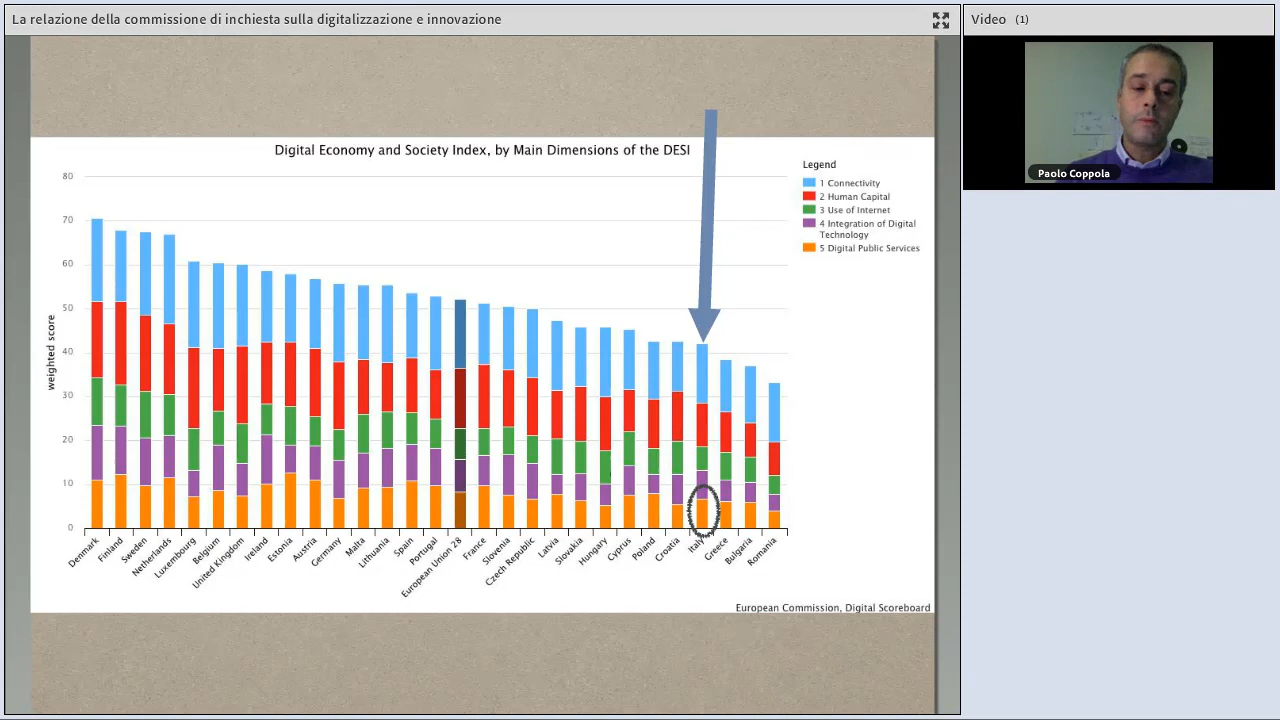 La relazione della commissione di inchiesta sulla digitalizzazione e innovazione
Video (1)
Paolo Coppola
Digital Economy and Society Index, by Main Dimensions of the DESI
Legend
1 Connectivity
2 Human Capital
3 Use of Internet
4 Integration of Digital
Technology
5 Digital Public Services
weighted score
80
70
60
50
40
30
20
10
0
Denmark
Finland
Sweden
Netherlands
Luxembourg
Belgium
United Kingdom
Ireland
Estonia
Austria
Germany
Malta
Lithuania
Spain
Portugal
European Union 28
France
Slovenia
Czech Republic
Latvia
Slovakia
Hungary
Cyprus
Poland
Croatia
Italy
Greece
Bulgaria
Romania
European Commission, Digital Scoreboard